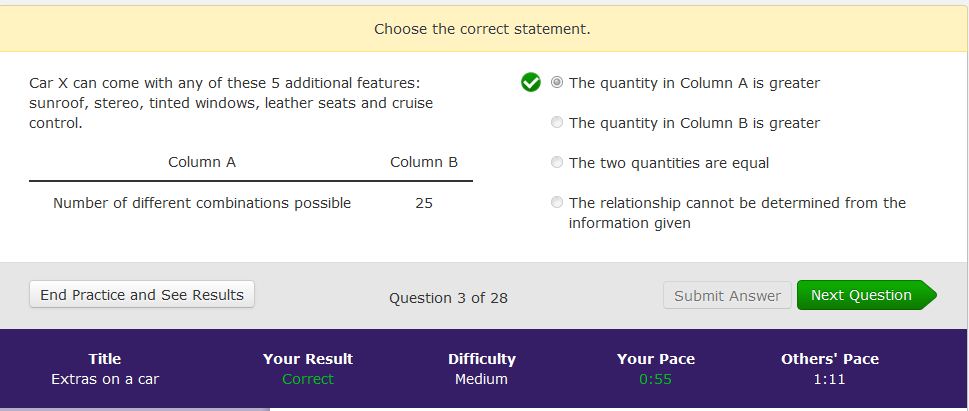 Choose the correct statement.
Car X can come with any of these 5 additional features:
sunroof, stereo, tinted windows, leather seats and cruise
control.
Column A Column B
Number of different combinations possible 25
The quantity in Column A is greater
The quantity in Column B is greater
The two quantities are equal
The relationship cannot be determined from the
information given
End Practice and See Results
Question 3 of 28
Submit Answer
Next Question
Title Your Result Difficulty Your Pace Others' Pace
Extras on a car Correct Medium 0:55 1:11